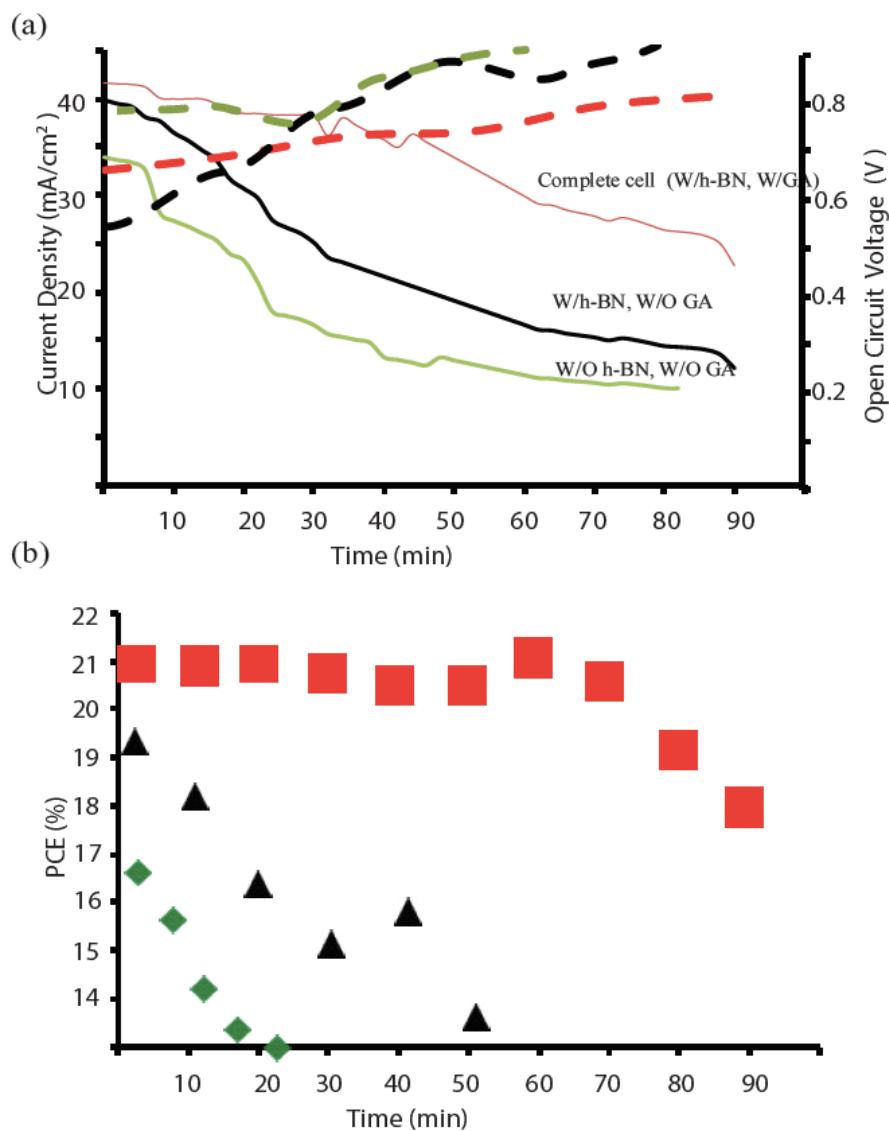 (a)
Current Density (mA/cm²)
40
30
20
10
Complete cell (W/h-BN, W/GA)
W/h-BN, W/O GA
W/O h-BN, W/O GA
0.8
0.6
0.4
0.2
Open Circuit Voltage (V)
10 20 30 40 50 60 70 80 90
Time (min)
(b)
PCE (%)
22
21
20
19
18
17
16
15
14
10 20 30 40 50 60 70 80 90
Time (min)